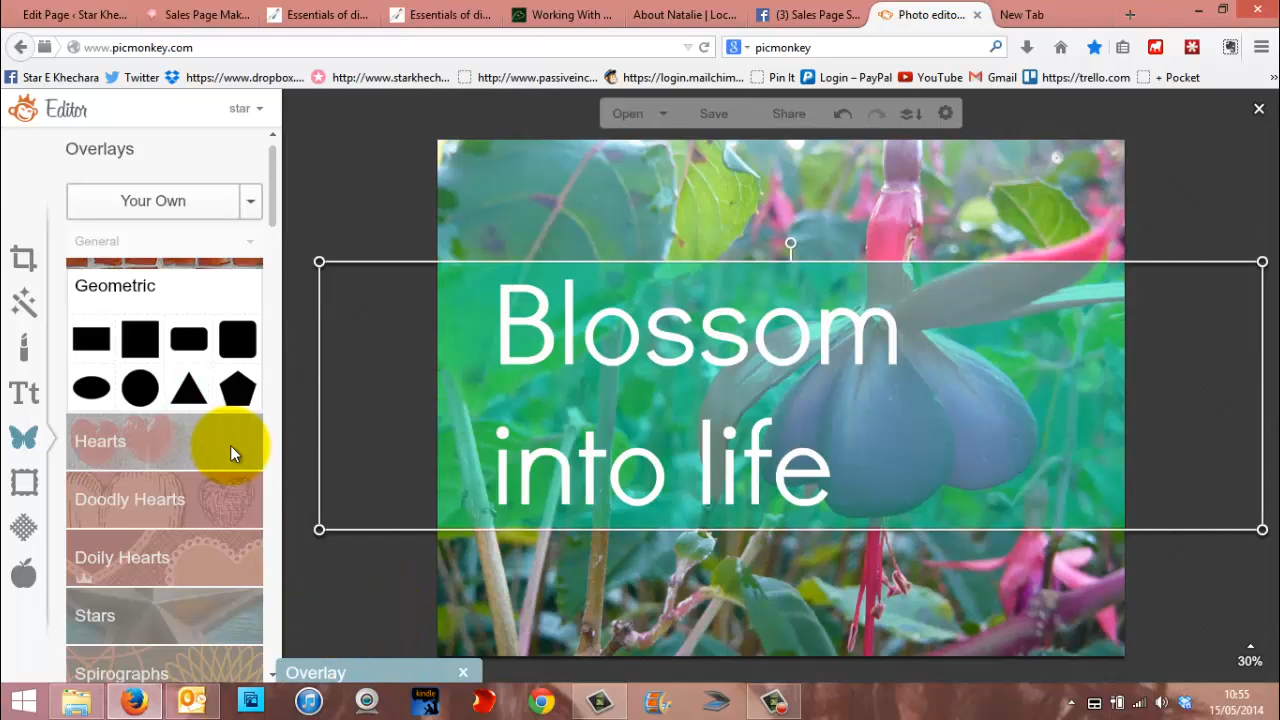 Edit Page ‹ Star Khe...
Sales Page Mak...
Essentials of di...
Essentials of di...
Working With ...
About Natalie | Loc...
(3) Sales Page S...
Photo edito...
New Tab
www.picmonkey.com
picmonkey
Star E Khechara
Twitter
https://www.dropbox....
http://www.starkhech...
http://www.passiveinc...
https://login.mailchim...
Pin It
Login – PayPal
YouTube
Gmail
https://trello.com
+ Pocket
Editor
star
Open
Save
Share
Overlays
Your Own
General
Geometric
Hearts
Doodly Hearts
Doily Hearts
Stars
Spirographs
Blossom
into life
Overlay
30%
kindle
10:55
15/05/2014